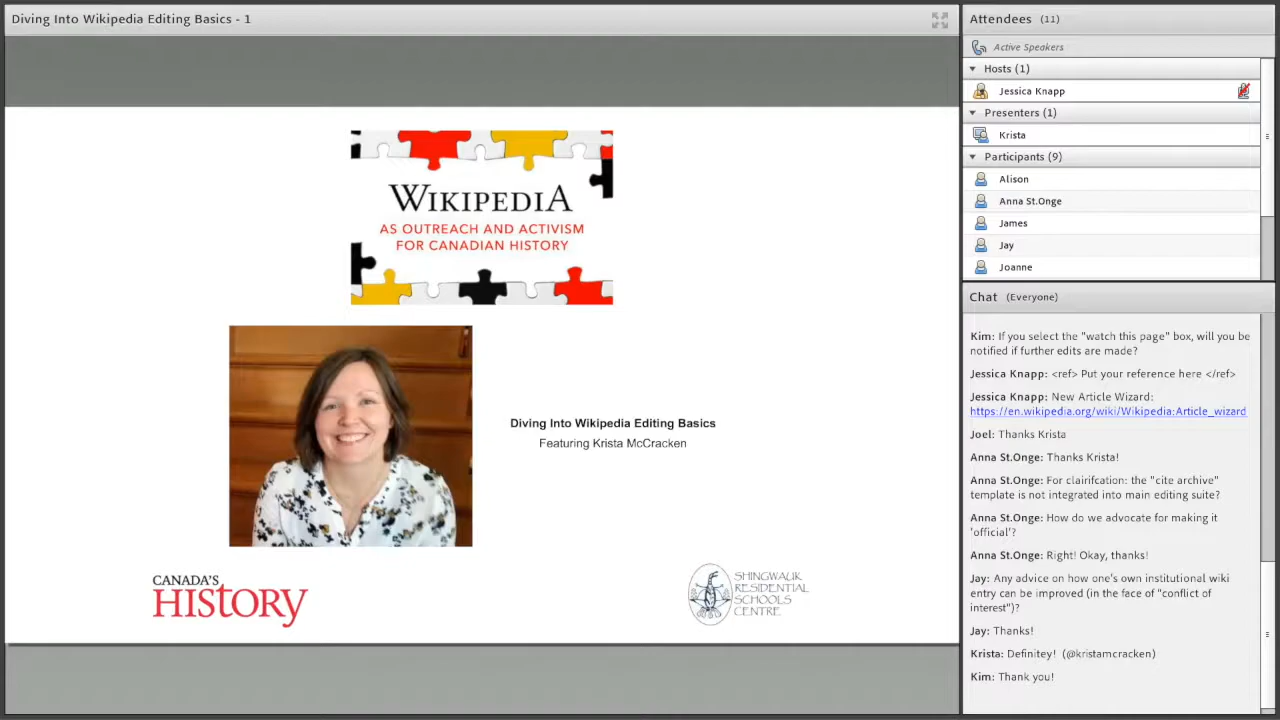 Diving Into Wikipedia Editing Basics - 1
WIKIPEDIA
AS OUTREACH AND ACTIVISM
FOR CANADIAN HISTORY
Diving Into Wikipedia Editing Basics
Featuring Krista McCracken
CANADA'S
HISTORY
SHINGWAUK
RESIDENTIAL
SCHOOLS
CENTRE
Attendees (11)
Active Speakers
Hosts (1)
Jessica Knapp
Presenters (1)
Krista
Participants (9)
Alison
Anna St.Onge
James
Jay
Joanne
Chat (Everyone)
Kim: If you select the "watch this page" box, will you be
notified if further edits are made?
Jessica Knapp: <ref> Put your reference here </ref>
Jessica Knapp: New Article Wizard:
https://en.wikipedia.org/wiki/Wikipedia:Article_wizard
Joel: Thanks Krista
Anna St.Onge: Thanks Krista!
Anna St.Onge: For clairifcation: the "cite archive"
template is not integrated into main editing suite?
Anna St.Onge: How do we advocate for making it
'official'?
Anna St.Onge: Right! Okay, thanks!
Jay: Any advice on how one's own institutional wiki
entry can be improved (in the face of "conflict of
interest")?
Jay: Thanks!
Krista: Definitey! (@kristamcracken)
Kim: Thank you!